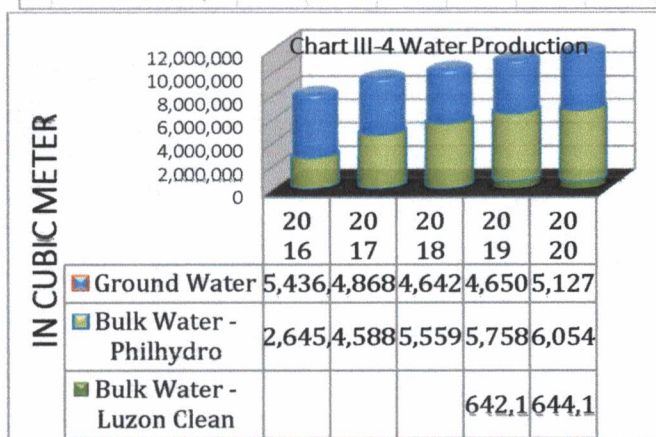 Chart III-4 Water Production
IN CUBIC METER
12,000,000
10,000,000
8,000,000
6,000,000
4,000,000
2,000,000
0
20 20 20 20 20
16 17 18 19 20
Ground Water 5,436, 4,868 4,642 4,650 5,127
Bulk Water -
Philhydro 2,645, 4,588 5,559 5,758 6,054
Bulk Water -
Luzon Clean 642,1 644,1